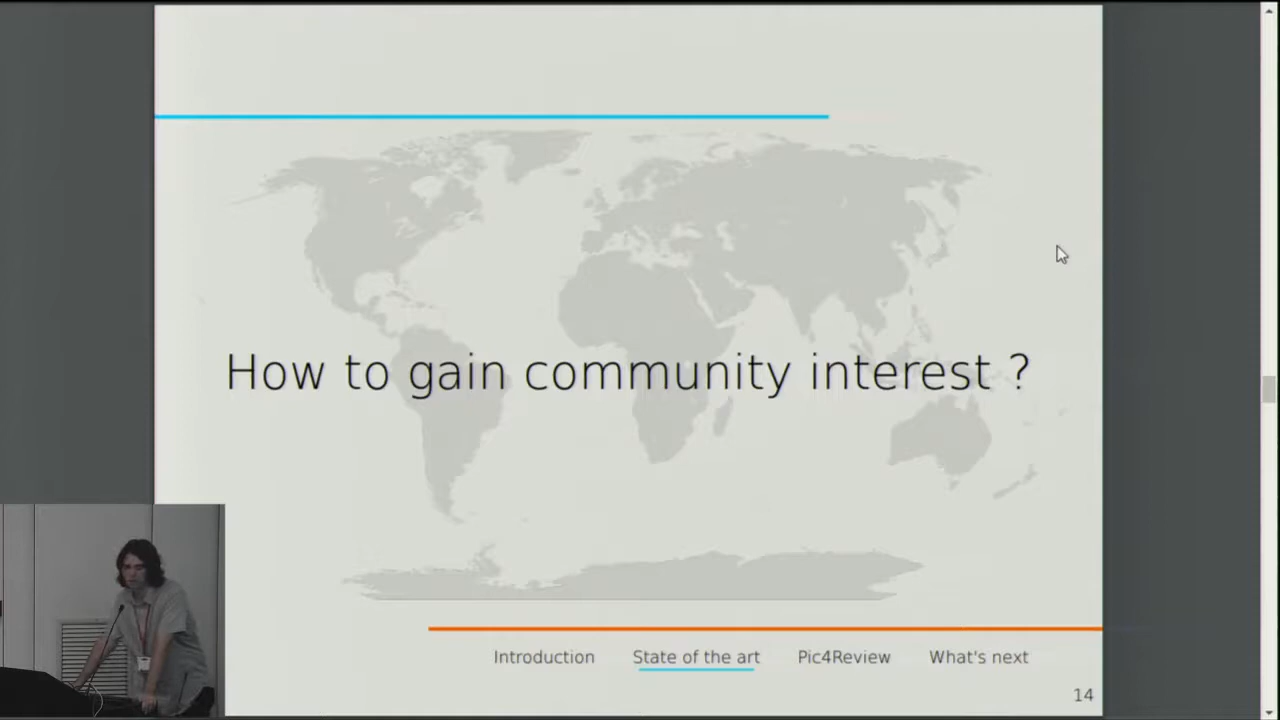 How to gain community interest ?
Introduction
State of the art
Pic4Review
What's next
14